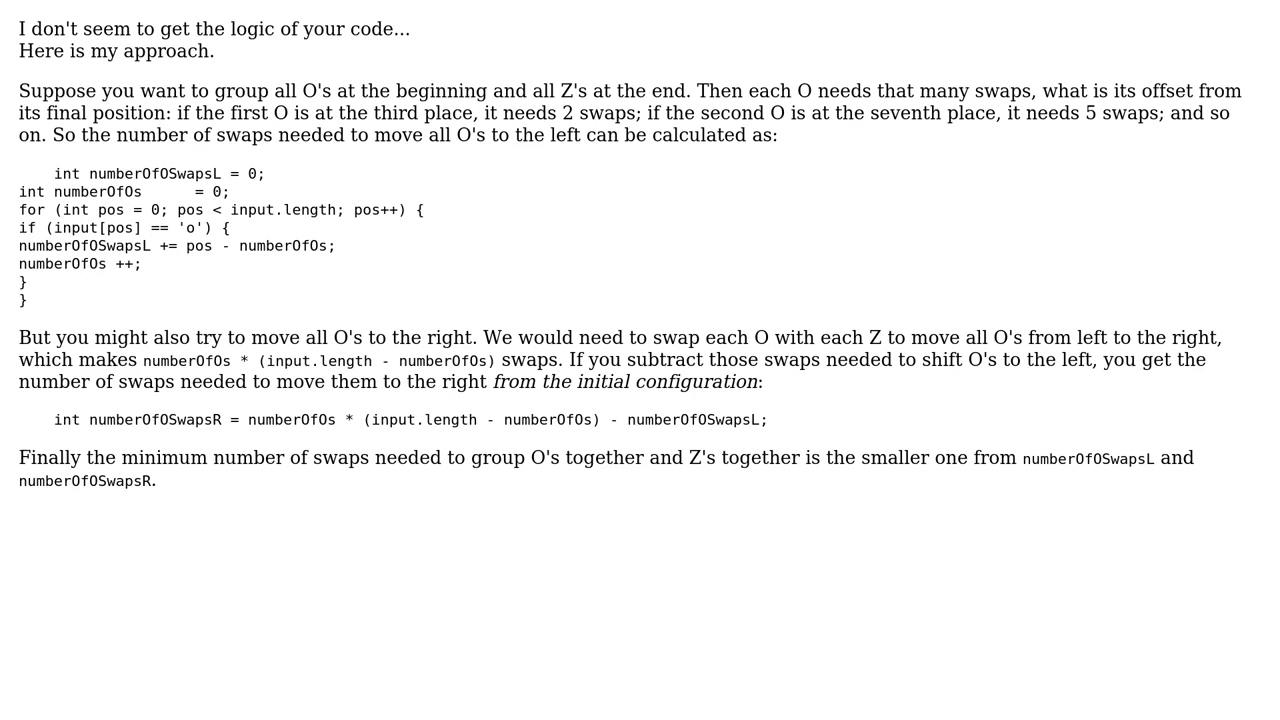 I don't seem to get the logic of your code...
Here is my approach.
Suppose you want to group all O's at the beginning and all Z's at the end. Then each O needs that many swaps, what is its offset from
its final position: if the first O is at the third place, it needs 2 swaps; if the second O is at the seventh place, it needs 5 swaps; and so
on. So the number of swaps needed to move all O's to the left can be calculated as:
    int numberOfOSwapsL = 0;
int numberOfOs      = 0;
for (int pos = 0; pos < input.length; pos++) {
if (input[pos] == 'o') {
numberOfOSwapsL += pos - numberOfOs;
numberOfOs ++;
}
}
But you might also try to move all O's to the right. We would need to swap each O with each Z to move all O's from left to the right,
which makes numberOfOs * (input.length - numberOfOs) swaps. If you subtract those swaps needed to shift O's to the left, you get the
number of swaps needed to move them to the right from the initial configuration:
    int numberOfOSwapsR = numberOfOs * (input.length - numberOfOs) - numberOfOSwapsL;
Finally the minimum number of swaps needed to group O's together and Z's together is the smaller one from numberOfOSwapsL and
numberOfOSwapsR.